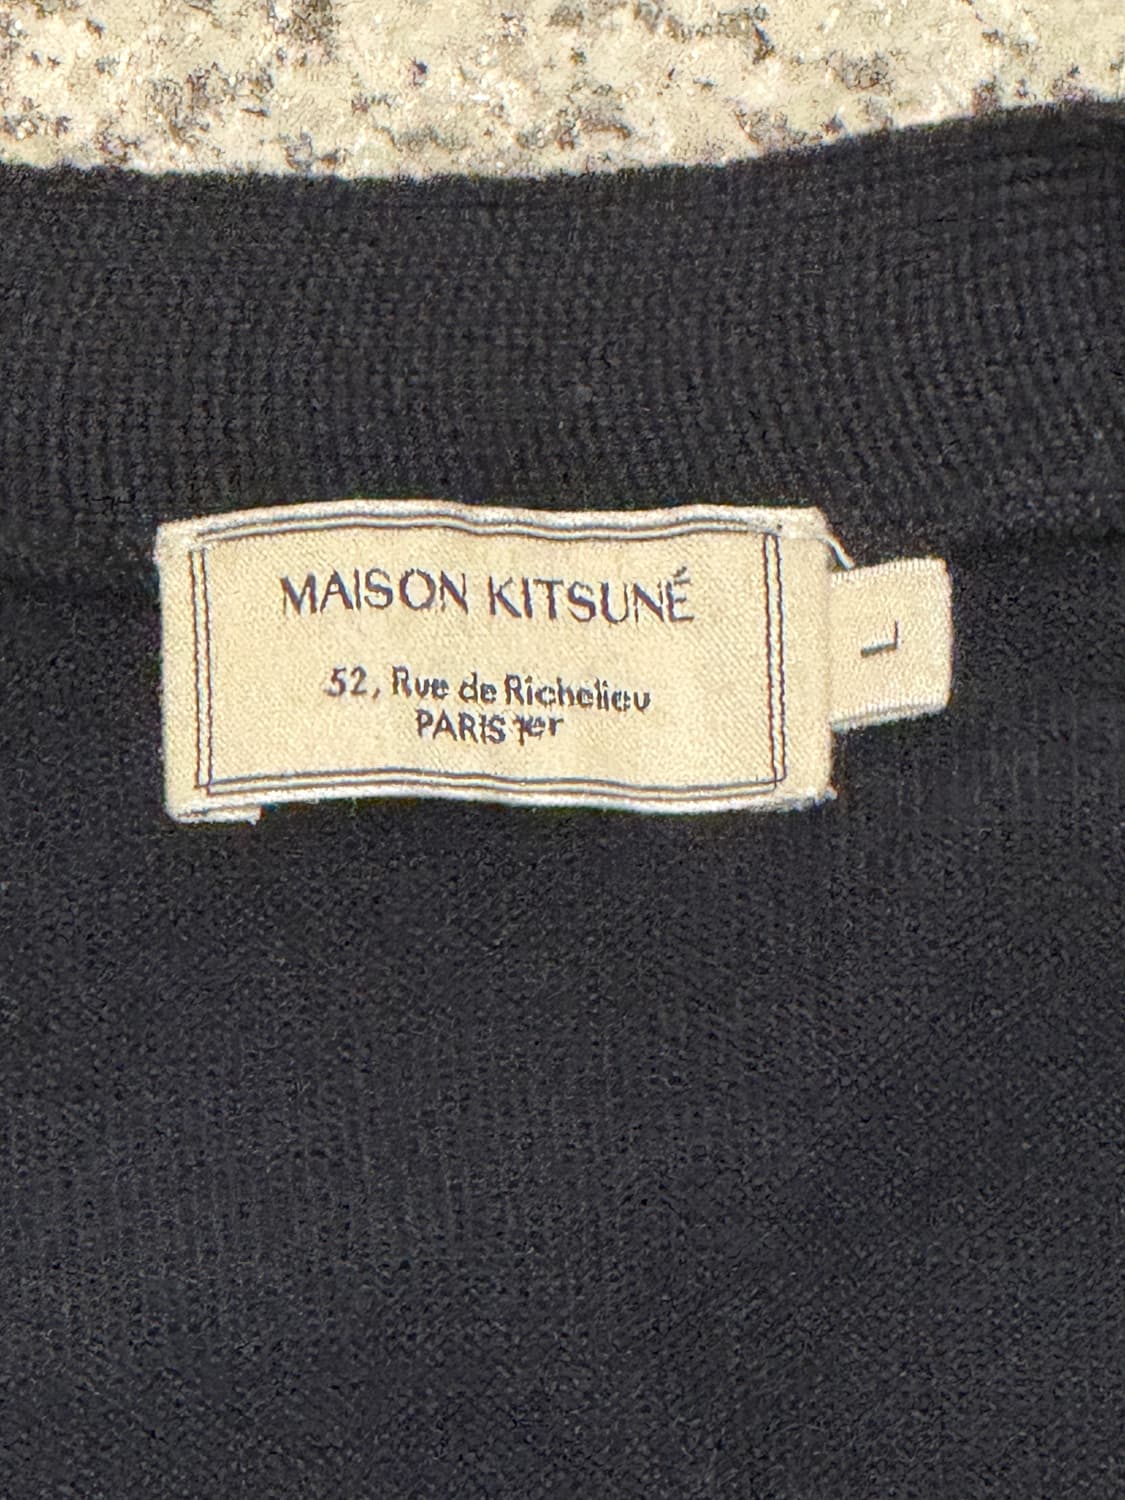 MAISON KITSUNÉ
52, Rue de Richelieu
PARIS 1er
L